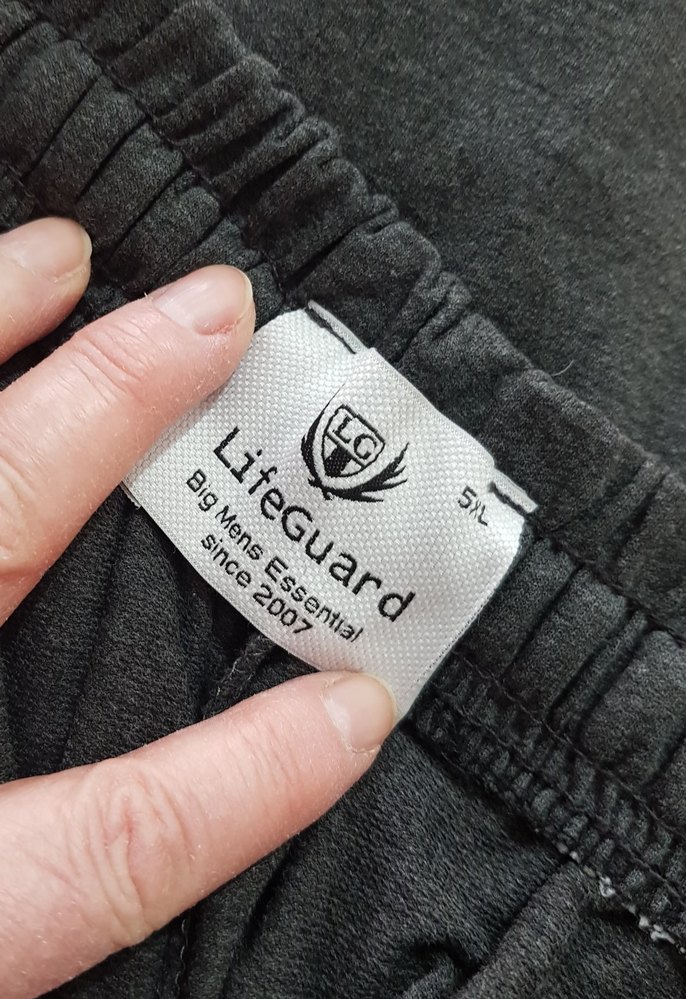 LG
LifeGuard
5XL
Big Mens Essential
since 2007